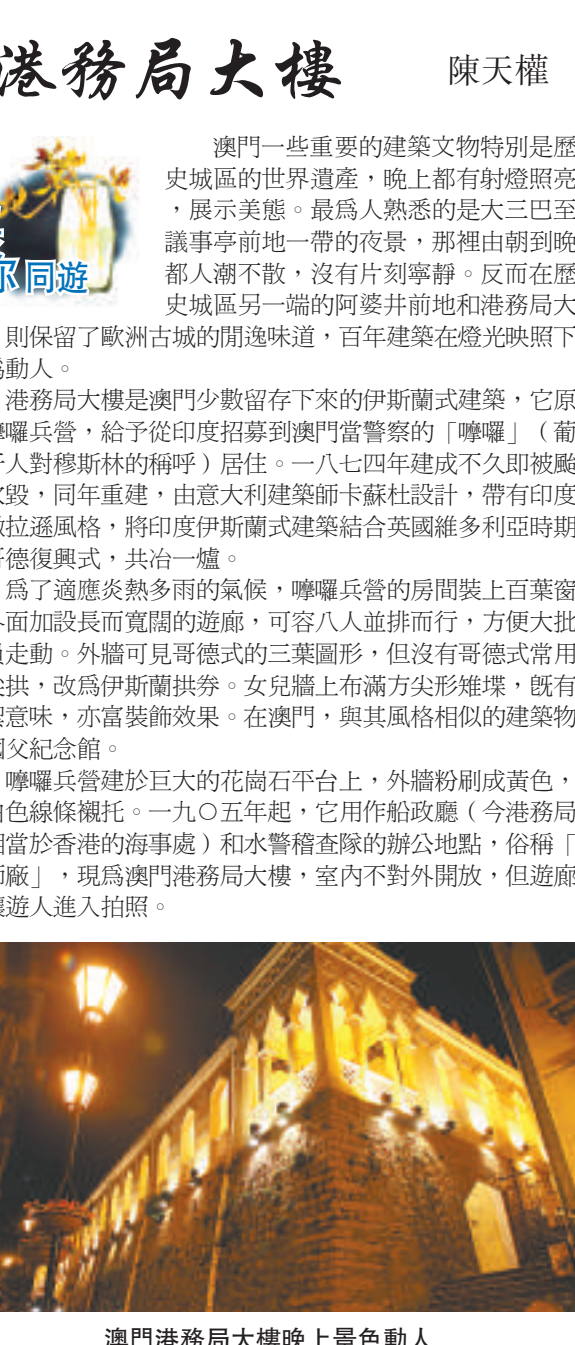 港務局大樓
陳天權
同遊
澳門一些重要的建築文物特別是歷
史城區的世界遺產，晚上都有射燈照亮
，展示美態。最爲人熟悉的是大三巴至
議事亭前地一帶的夜景，那裡由朝到晚
都人潮不散，沒有片刻寧靜。反而在歷
史城區另一端的阿婆井前地和港務局大
則保留了歐洲古城的閒逸味道，百年建築在燈光映照下
爲動人。
港務局大樓是澳門少數留存下來的伊斯蘭式建築，它原
摩囉兵營，給予從印度招募到澳門當警察的「嚤囉」（葡
人對穆斯林的稱呼）居住。一八七四年建成不久即被颱
吹毀，同年重建，由意大利建築師卡蘇杜設計，帶有印度
撒拉遜風格，將印度伊斯蘭式建築結合英國維多利亞時期
哥德復興式，共冶一爐。
爲了適應炎熱多雨的氣候，嚤囉兵營的房間裝上百葉窗
外面加設長而寬闊的遊廊，可容八人並排而行，方便大批
員走動。外牆可見哥德式的三葉圖形，但沒有哥德式常用
尖拱，改爲伊斯蘭拱券。女兒牆上布滿方尖形雉堞，既有
意味，亦富裝飾效果。在澳門，與其風格相似的建築物
國父紀念館。
嚤囉兵營建於巨大的花崗石平台上，外牆粉刷成黃色，
白色線條襯托。一九○五年起，它用作船政廳（今港務局
相當於香港的海事處）和水警稽查隊的辦公地點，俗稱「
廠」，現爲澳門港務局大樓，室內不對外開放，但遊廊
讓遊人進入拍照。
澳門港務局大樓晚上景色動人